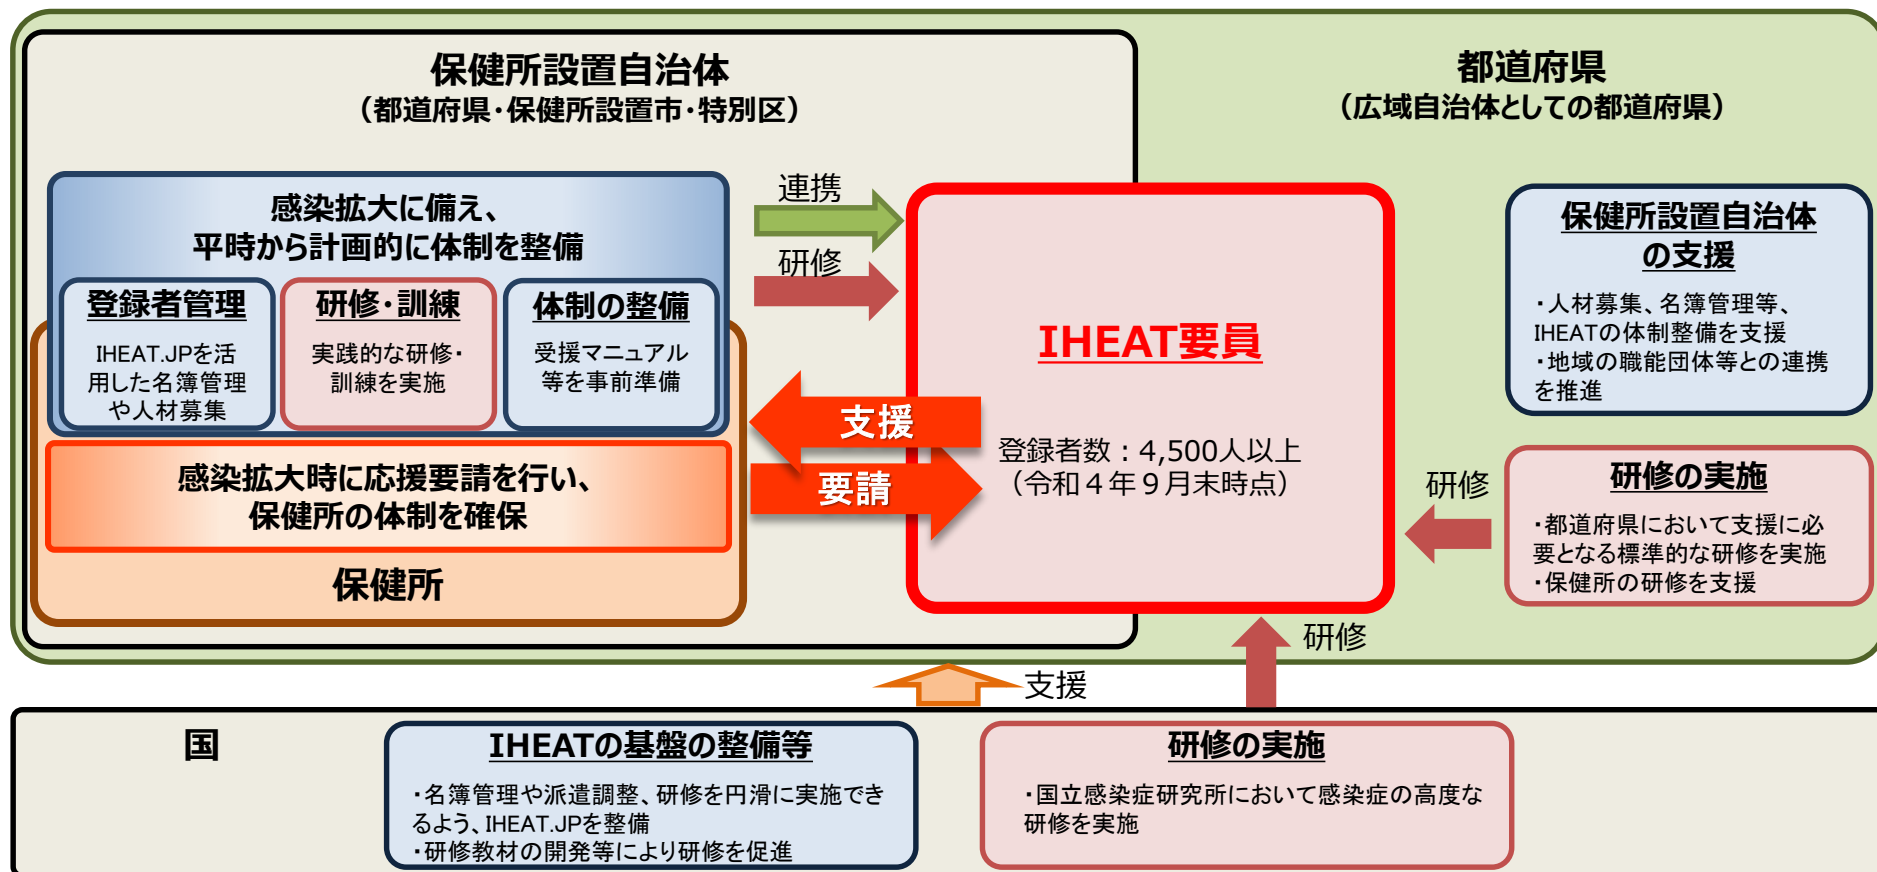 保健所設置自治体
（都道府県・保健所設置市・特別区）
都道府県
（広域自治体としての都道府県）
感染拡大に備え、
平時から計画的に体制を整備
登録者管理
IHEAT.JPを活
用した名簿管理
や人材募集
研修・訓練
実践的な研修・
訓練を実施
体制の整備
受援マニュアル
等を事前準備
感染拡大時に応援要請を行い、
保健所の体制を確保
保健所
連携
研修
支援
要請
IHEAT要員
登録者数：4,500人以上
（令和４年９月末時点）
保健所設置自治体
の支援
・人材募集、名簿管理等、
IHEATの体制整備を支援
・地域の職能団体等との連携
を推進
研修
研修の実施
・都道府県において支援に必
要となる標準的な研修を実施
・保健所の研修を支援
支援
研修
国
IHEATの基盤の整備等
・名簿管理や派遣調整、研修を円滑に実施でき
るよう、IHEAT.JPを整備
・研修教材の開発等により研修を促進
研修の実施
・国立感染症研究所において感染症の高度な
研修を実施